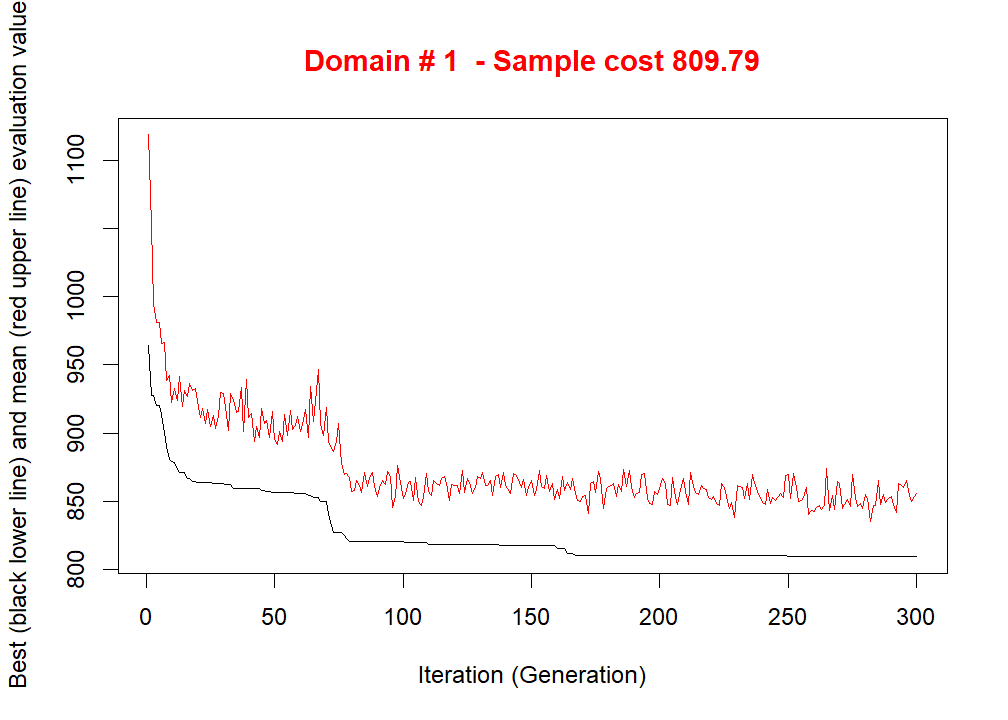 Domain # 1  - Sample cost 809.79
Best (black lower line) and mean (red upper line) evaluation value
1100
1000
950
900
850
800
0 50 100 150 200 250 300
Iteration (Generation)